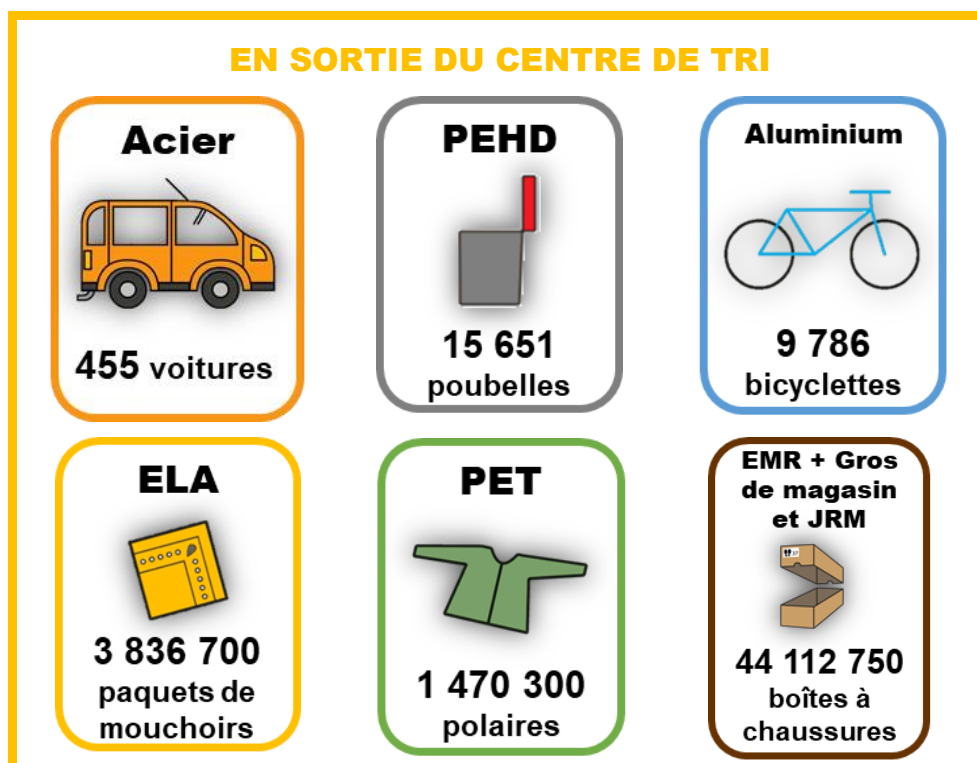 EN SORTIE DU CENTRE DE TRI
Acier
455 voitures
PEHD
15 651
poubelles
Aluminium
9 786
bicyclettes
ELA
3 836 700
paquets de
mouchoirs
PET
1 470 300
polaires
EMR + Gros
de magasin
et JRM
44 112 750
boîtes à
chaussures